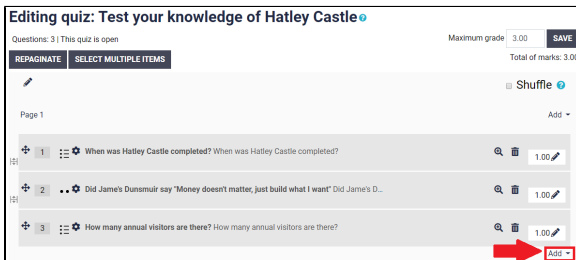 Editing quiz: Test your knowledge of Hatley Castle
Questions: 3 | This quiz is open
Maximum grade 3.00 SAVE
REPAGINATE SELECT MULTIPLE ITEMS
Total of marks: 3.00
Shuffle
Page 1
Add
1 When was Hatley Castle completed? When was Hatley Castle completed? 1.00
2 Did Jame's Dunsmuir say "Money doesn't matter, just build what I want" Did Jame's D... 1.00
3 How many annual visitors are there? How many annual visitors are there? 1.00
Add